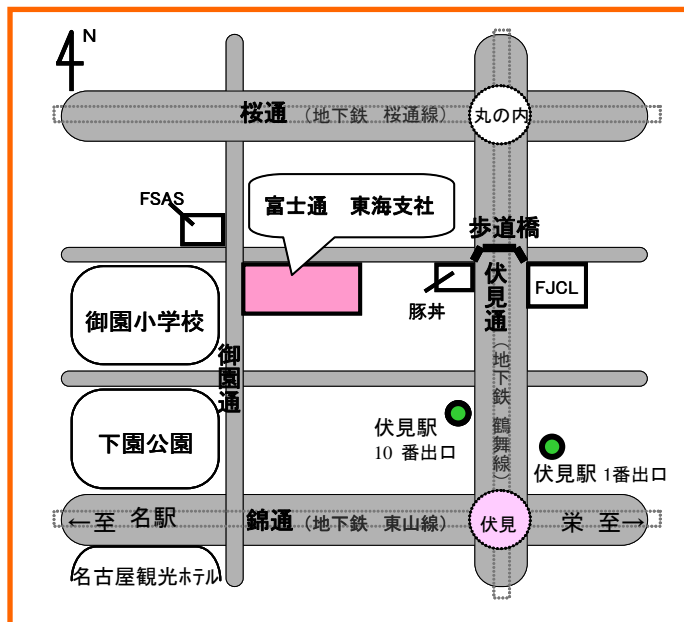 N
桜通（地下鉄　桜通線）
丸の内
FSAS
富士通　東海支社
歩道橋
伏見通（地下鉄　鶴舞線）
FJCL
豚丼
御園小学校
御園通
下園公園
伏見駅
10 番出口
伏見駅 1番出口
←至 名駅
錦通（地下鉄　東山線）
伏見
栄 至→
名古屋観光ホテル